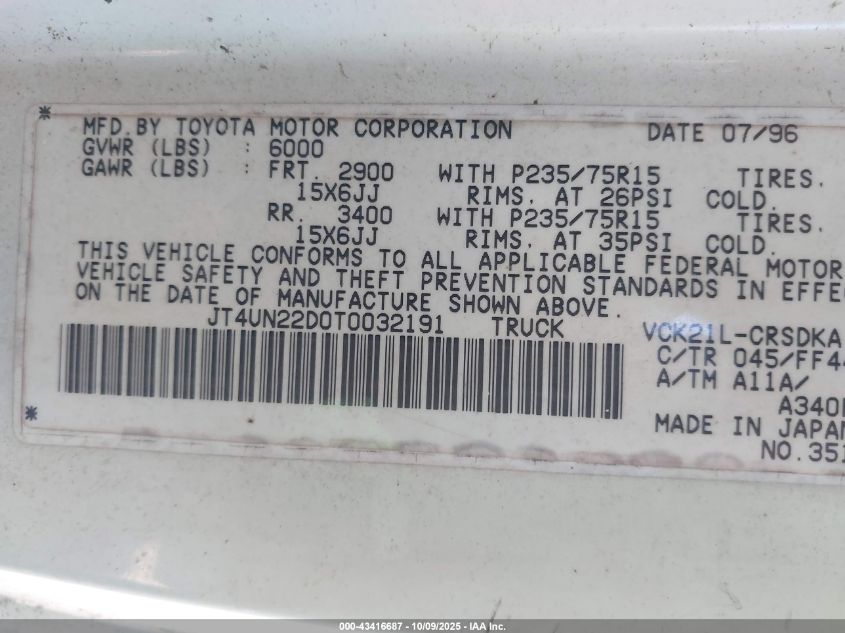 MFD. BY TOYOTA MOTOR CORPORATION DATE 07/96
GVWR (LBS) : 6000
GAWR (LBS) : FRT. 2900 WITH P235/75R15 TIRES.
15X6JJ RIMS. AT 26PSI COLD.
RR. 3400 WITH P235/75R15 TIRES.
15X6JJ RIMS. AT 35PSI COLD.
THIS VEHICLE CONFORMS TO ALL APPLICABLE FEDERAL MOTOR
VEHICLE SAFETY AND THEFT PREVENTION STANDARDS IN EFFE
ON THE DATE OF MANUFACTURE SHOWN ABOVE.
JT4UN22D0T0032191 TRUCK VCK21L-CRSDKA
C/TR 045/FF4
A/TM A11A/
A340
MADE IN JAPAN
NO.351
000-43416687 - 10/09/2025 - IAA Inc.